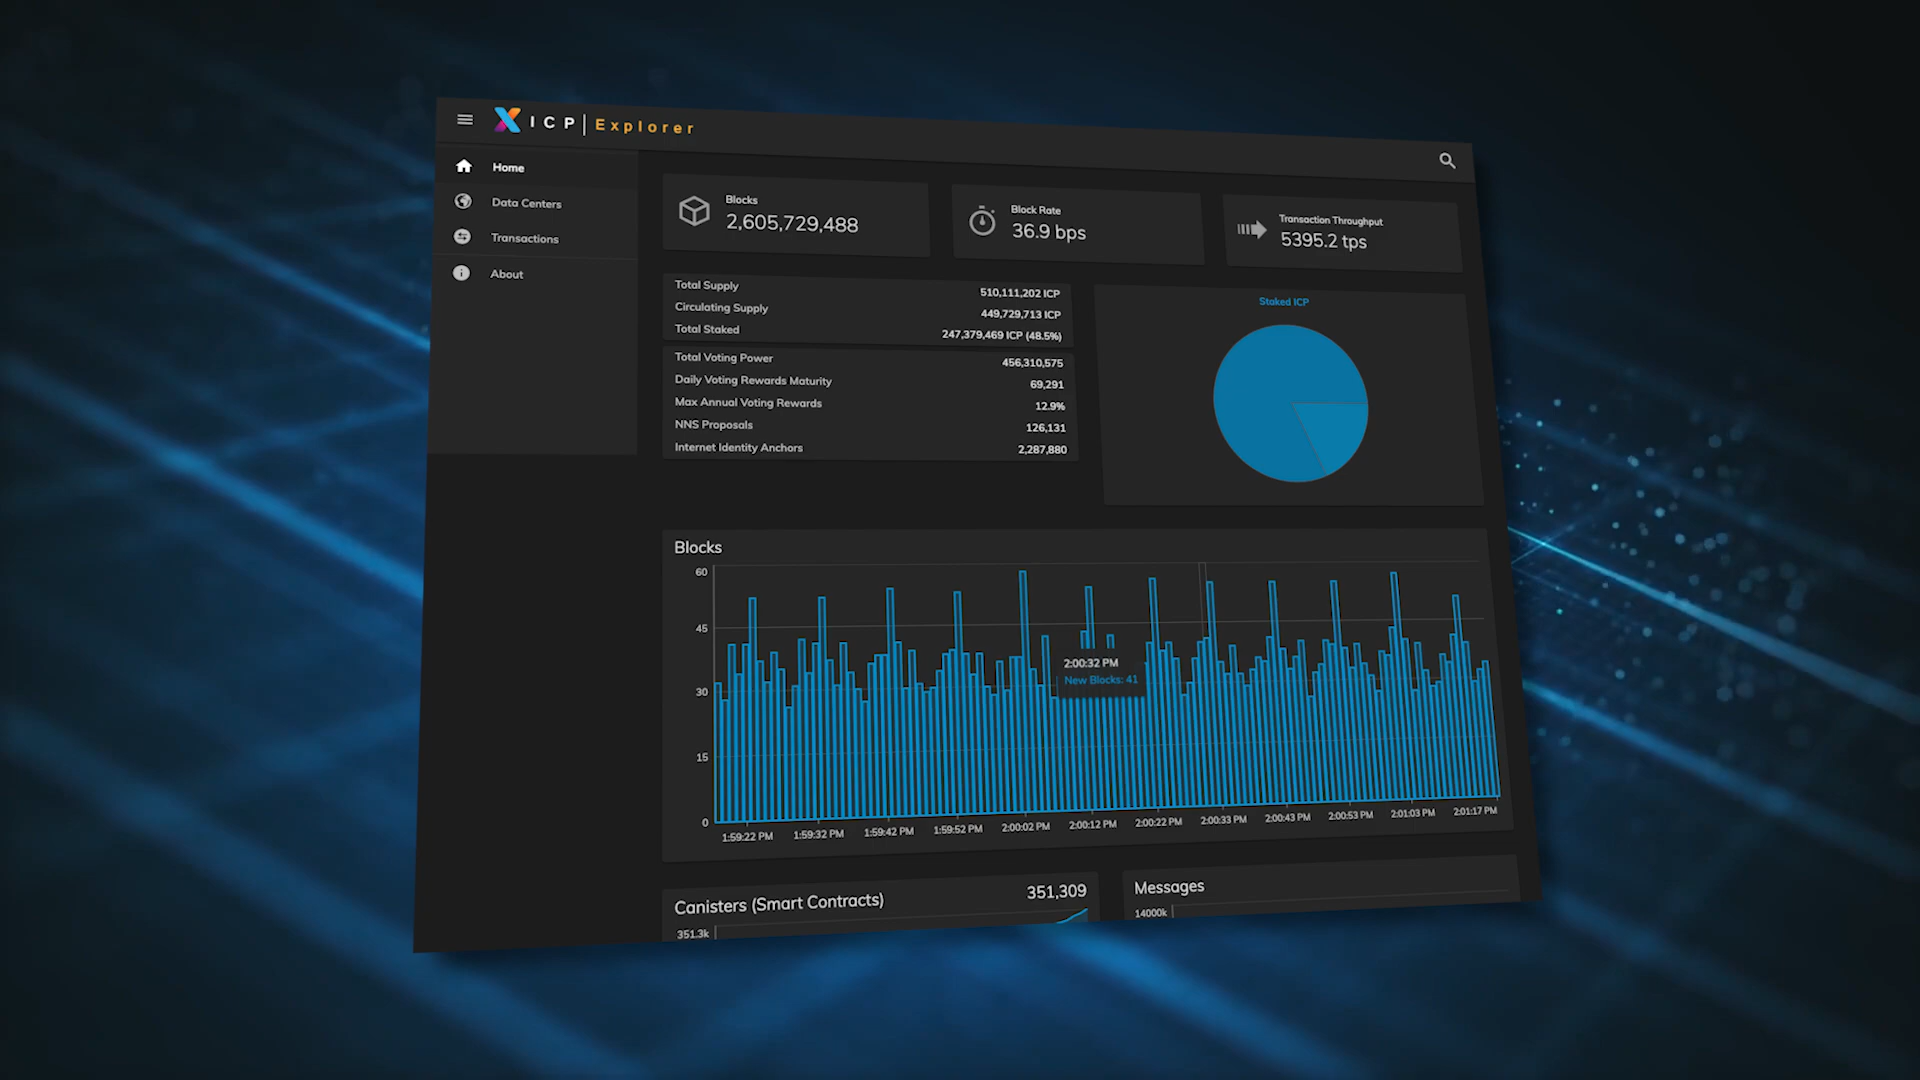 ICP | Explorer
Home
Data Centers
Transactions
About
Blocks
2,605,729,488
Block Rate
36.9 bps
Transaction Throughput
5395.2 tps
Total Supply 510,111,202 ICP
Circulating Supply 449,729,713 ICP
Total Staked 247,379,469 ICP (48.5%)
Total Voting Power 456,310,575
Daily Voting Rewards Maturity 69,291
Max Annual Voting Rewards 12.9%
NNS Proposals 126,131
Internet Identity Anchors 2,287,880
Staked ICP
Blocks
60
45
30
15
0
2:00:32 PM
New Blocks: 41
1:59:22 PM 1:59:32 PM 1:59:42 PM 1:59:52 PM 2:00:02 PM 2:00:12 PM 2:00:22 PM 2:00:33 PM 2:00:43 PM 2:00:53 PM 2:01:03 PM 2:01:17 PM
Canisters (Smart Contracts) 351,309
351.3k
Messages
14000k